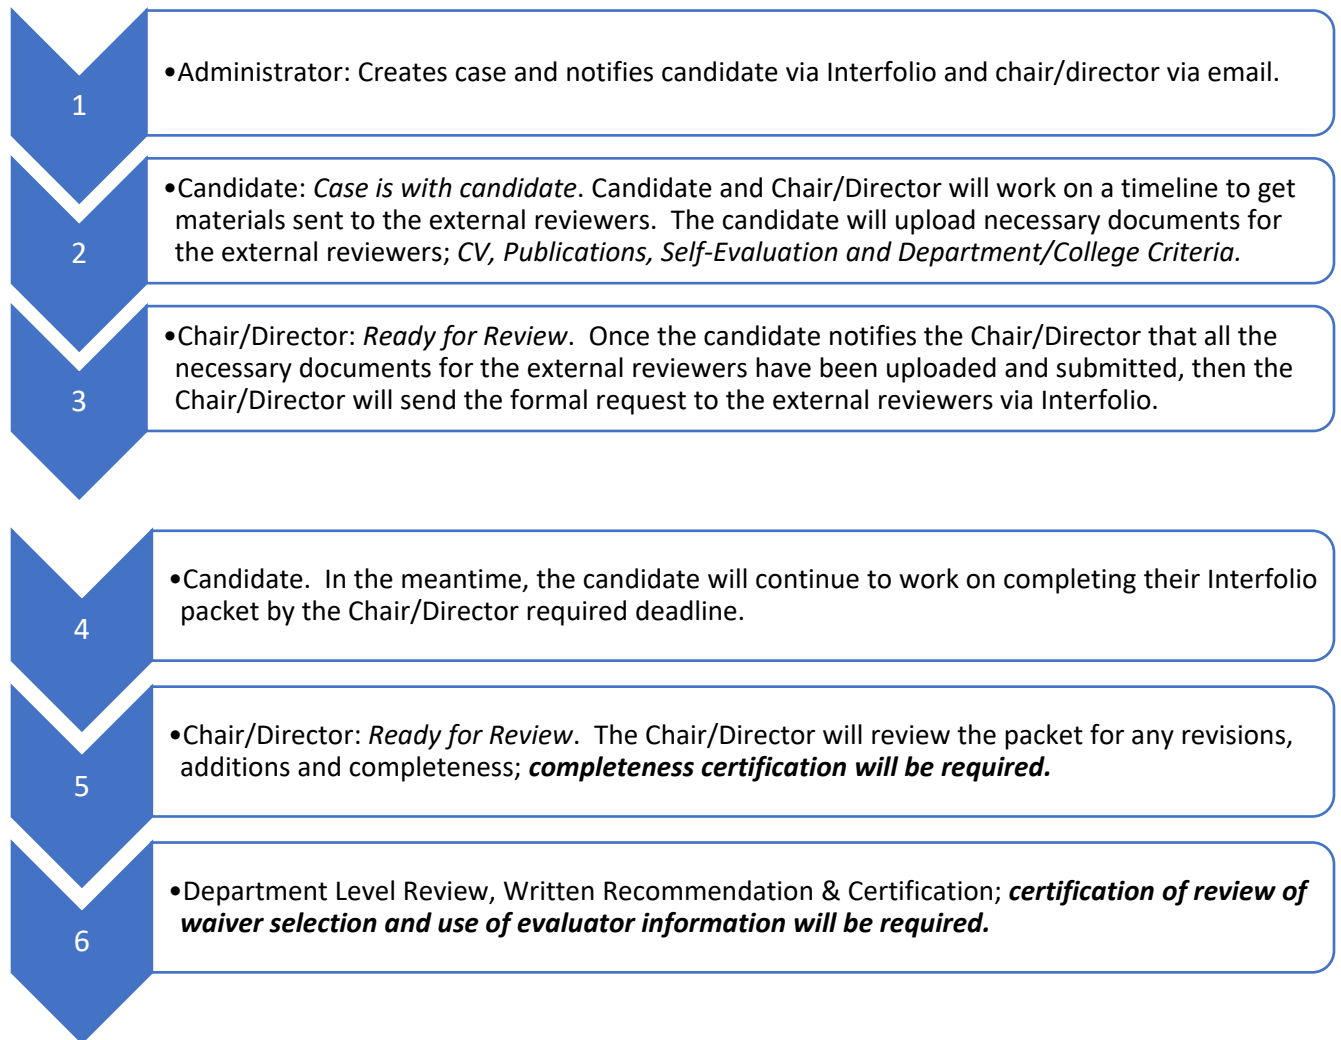 1
•Administrator: Creates case and notifies candidate via Interfolio and chair/director via email.
2
•Candidate: Case is with candidate. Candidate and Chair/Director will work on a timeline to get
materials sent to the external reviewers.  The candidate will upload necessary documents for
the external reviewers; CV, Publications, Self-Evaluation and Department/College Criteria.
3
•Chair/Director: Ready for Review.  Once the candidate notifies the Chair/Director that all the
necessary documents for the external reviewers have been uploaded and submitted, then the
Chair/Director will send the formal request to the external reviewers via Interfolio.
4
•Candidate.  In the meantime, the candidate will continue to work on completing their Interfolio
packet by the Chair/Director required deadline.
5
•Chair/Director: Ready for Review.  The Chair/Director will review the packet for any revisions,
additions and completeness; completeness certification will be required.
6
•Department Level Review, Written Recommendation & Certification; certification of review of
waiver selection and use of evaluator information will be required.